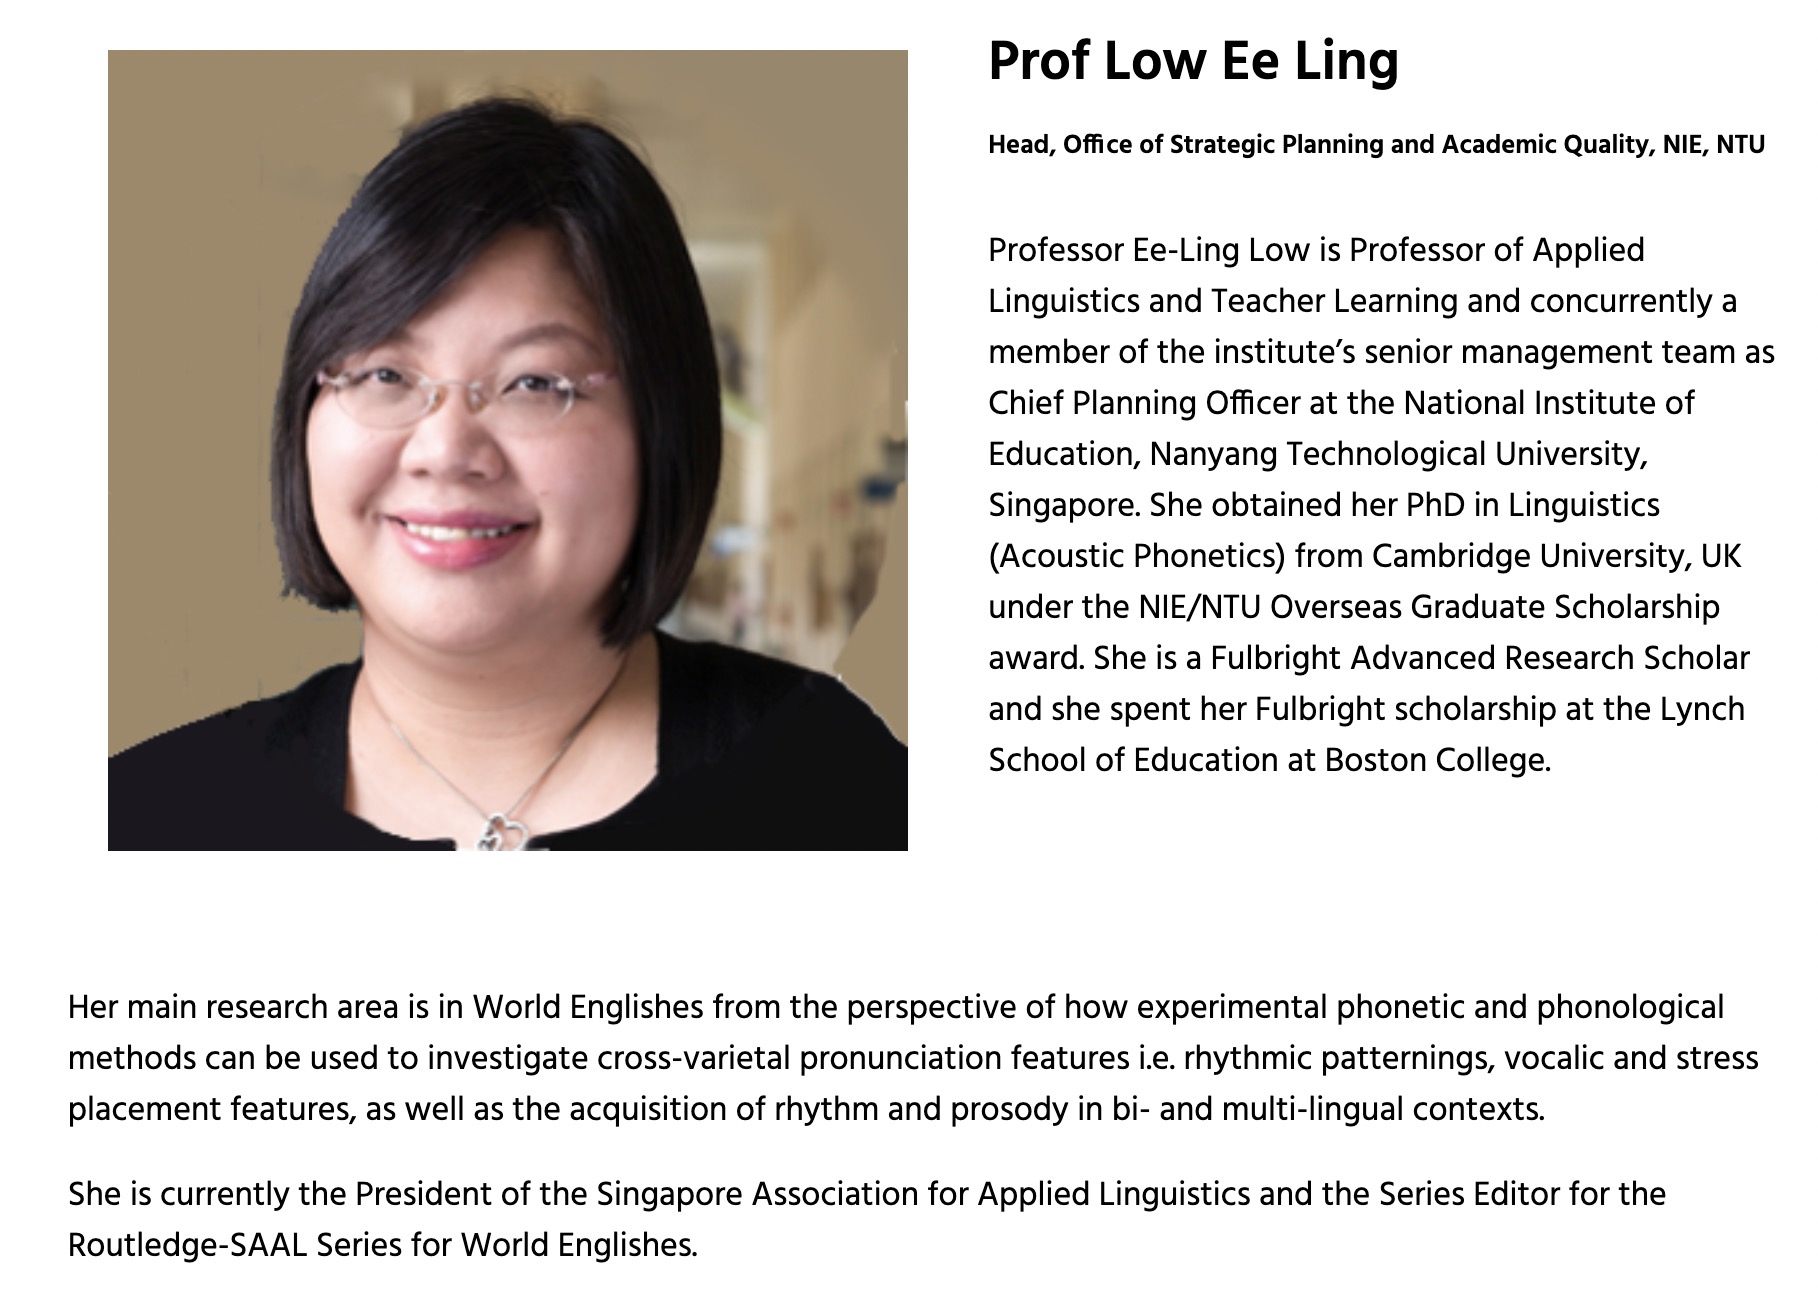 Prof Low Ee Ling
Head, Office of Strategic Planning and Academic Quality, NIE, NTU
Professor Ee-Ling Low is Professor of Applied
Linguistics and Teacher Learning and concurrently a
member of the institute’s senior management team as
Chief Planning Officer at the National Institute of
Education, Nanyang Technological University,
Singapore. She obtained her PhD in Linguistics
(Acoustic Phonetics) from Cambridge University, UK
under the NIE/NTU Overseas Graduate Scholarship
award. She is a Fulbright Advanced Research Scholar
and she spent her Fulbright scholarship at the Lynch
School of Education at Boston College.
Her main research area is in World Englishes from the perspective of how experimental phonetic and phonological
methods can be used to investigate cross-varietal pronunciation features i.e. rhythmic patternings, vocalic and stress
placement features, as well as the acquisition of rhythm and prosody in bi- and multi-lingual contexts.
She is currently the President of the Singapore Association for Applied Linguistics and the Series Editor for the
Routledge-SAAL Series for World Englishes.